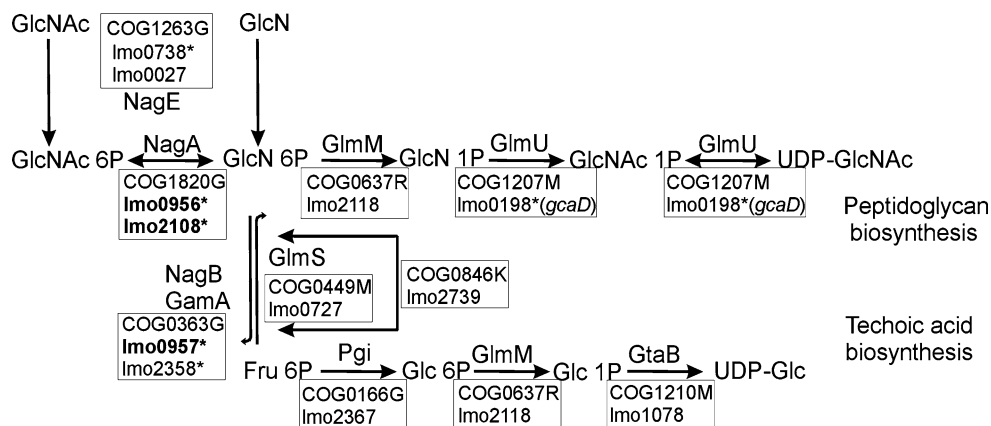 GlcNAc
COG1263G
lmo0738*
lmo0027
NagE
GlcN
GlcNAc 6P
NagA
COG1820G
lmo0956*
lmo2108*
GlcN 6P
GlmM
COG0637R
lmo2118
GlcN 1P
GlmU
COG1207M
lmo0198*(gcaD)
GlcNAc 1P
GlmU
COG1207M
lmo0198*(gcaD)
UDP-GlcNAc
Peptidoglycan
biosynthesis
NagB
GamA
COG0363G
lmo0957*
lmo2358*
GlmS
COG0449M
lmo0727
COG0846K
lmo2739
Techoic acid
biosynthesis
Fru 6P
Pgi
COG0166G
lmo2367
Glc 6P
GlmM
COG0637R
lmo2118
Glc 1P
GtaB
COG1210M
lmo1078
UDP-Glc